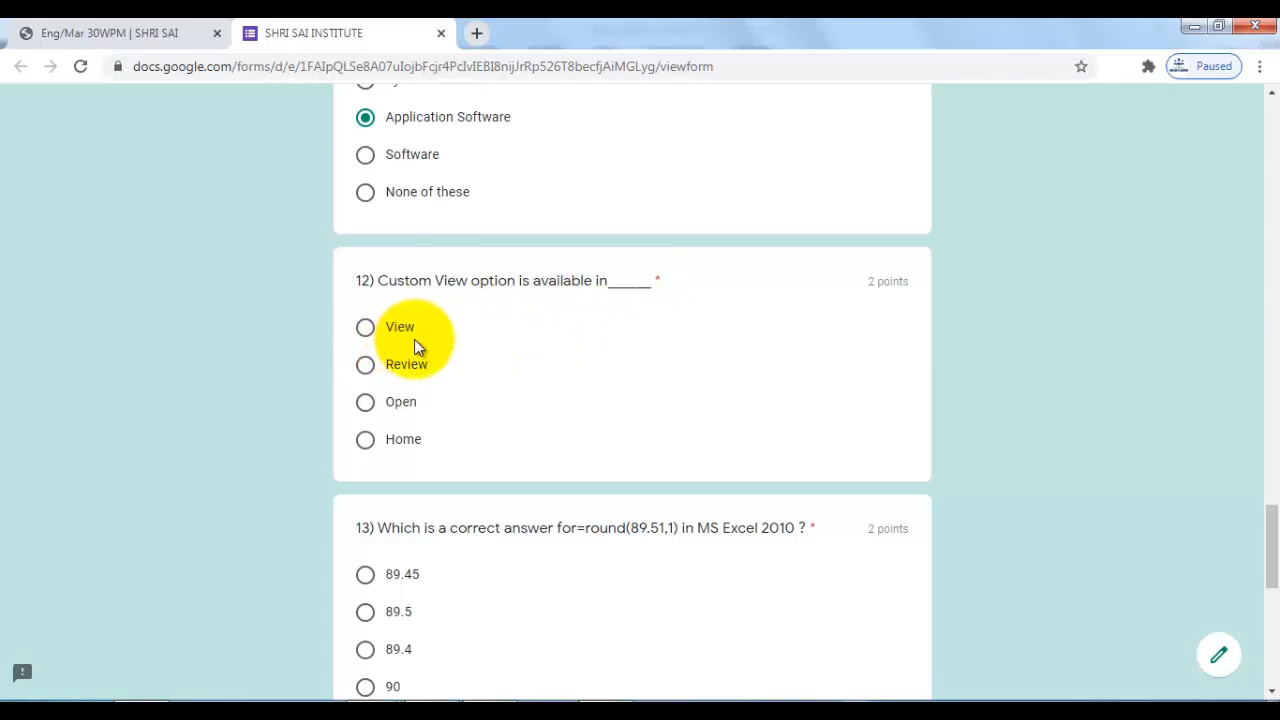 Eng/Mar 30WPM | SHRI SAI
SHRI SAI INSTITUTE
docs.google.com/forms/d/e/1FAIpQLSe8A07uIojbFcjr4PcIvIEBI8nijJrRp526T8becfjAiMGLyg/viewform
Paused
Application Software
Software
None of these
12) Custom View option is available in______ *
2 points
View
Review
Open
Home
13) Which is a correct answer for=round(89.51,1) in MS Excel 2010 ? *
2 points
89.45
89.5
89.4
90